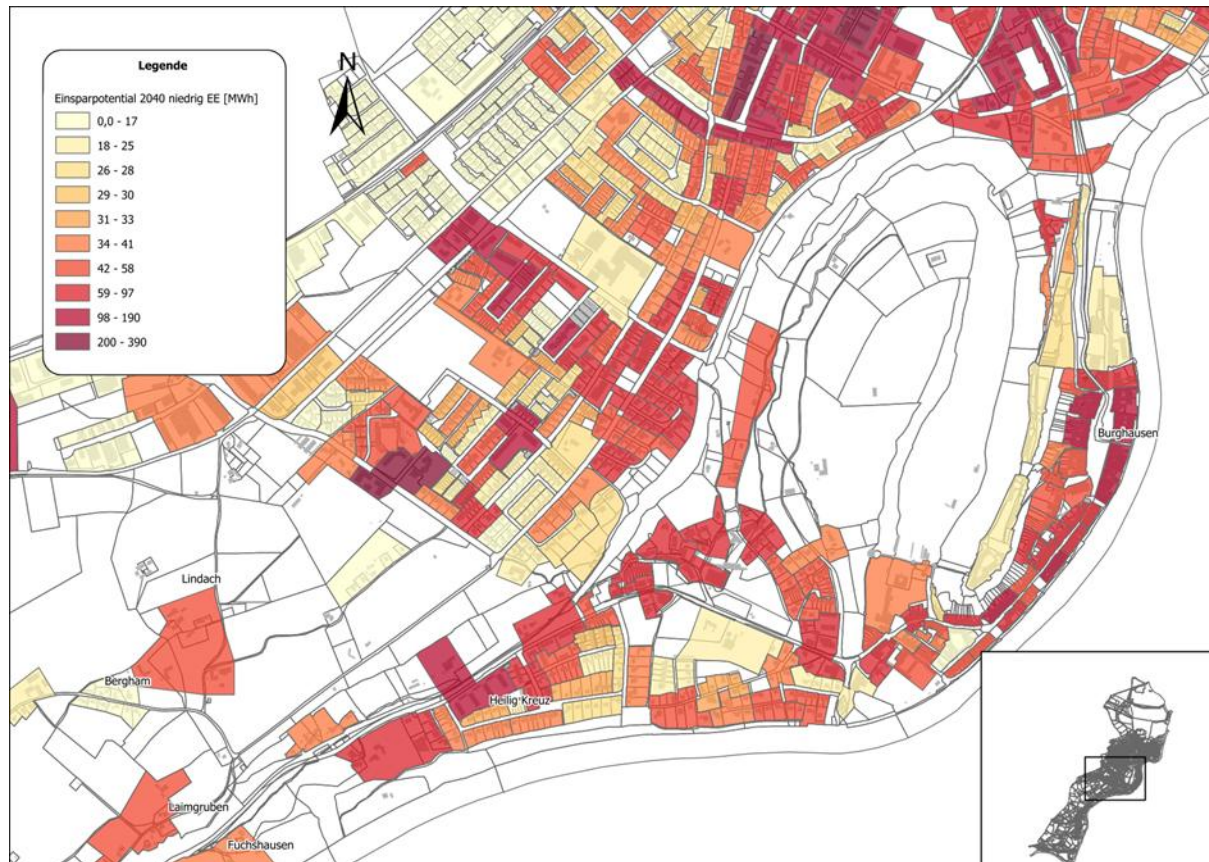 Legende
N
Einsparpotential 2040 niedrig EE [MWh]
0,0 - 17
18 - 25
26 - 28
29 - 30
31 - 33
34 - 41
42 - 58
59 - 97
98 - 190
200 - 390
Burghausen
Lindach
Bergham
Heilig Kreuz
Laimgruben
Fuchshausen